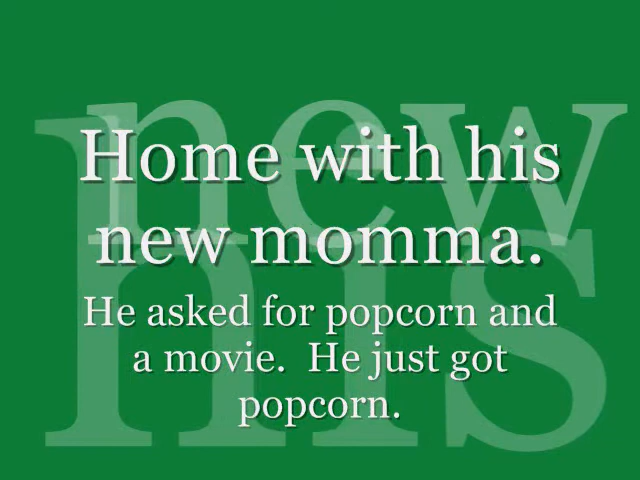 new
his
Home with his
new momma.
He asked for popcorn and
a movie.  He just got
popcorn.